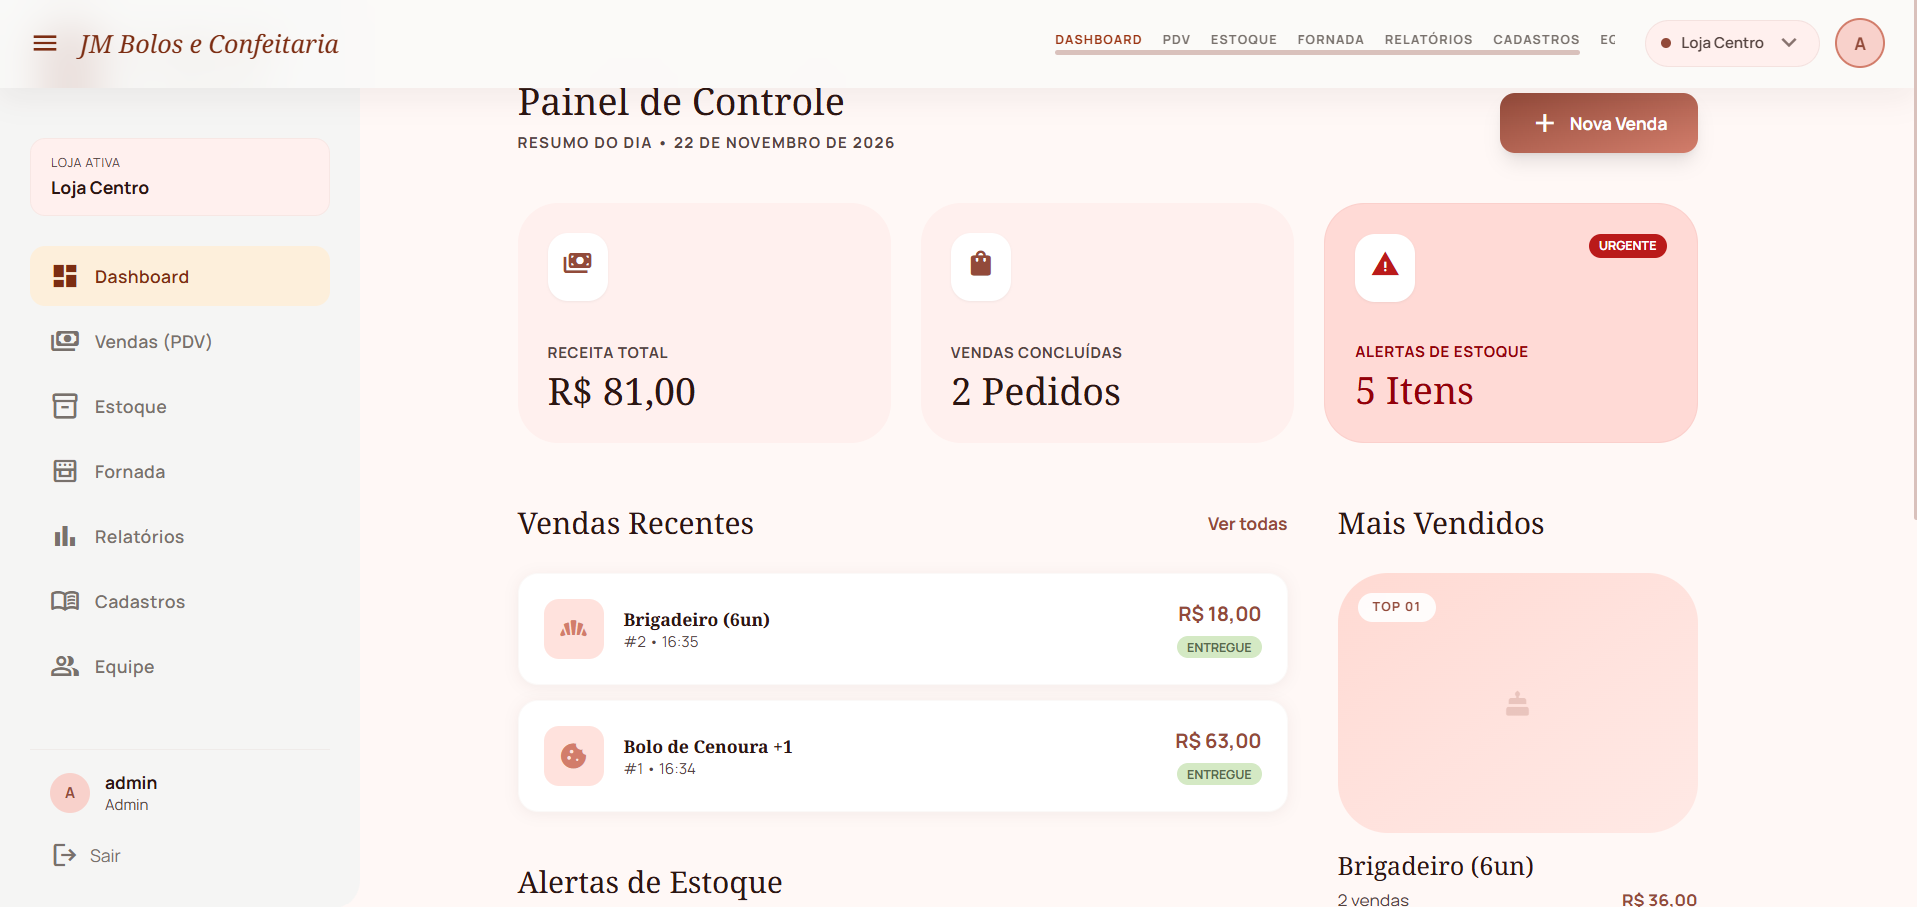 JM Bolos e Confeitaria
DASHBOARD PDV ESTOQUE FORNADA RELATÓRIOS CADASTROS
Loja Centro
A
LOJA ATIVA
Loja Centro
Dashboard
Vendas (PDV)
Estoque
Fornada
Relatórios
Cadastros
Equipe
A
admin
Admin
Sair
Painel de Controle
RESUMO DO DIA • 22 DE NOVEMBRO DE 2026
Nova Venda
RECEITA TOTAL
R$ 81,00
VENDAS CONCLUÍDAS
2 Pedidos
URGENTE
ALERTAS DE ESTOQUE
5 Itens
Vendas Recentes
Ver todas
Brigadeiro (6un)
#2 • 16:35
R$ 18,00
ENTREGUE
Bolo de Cenoura +1
#1 • 16:34
R$ 63,00
ENTREGUE
Alertas de Estoque
Mais Vendidos
TOP 01
Brigadeiro (6un)
2 vendas
R$ 36,00